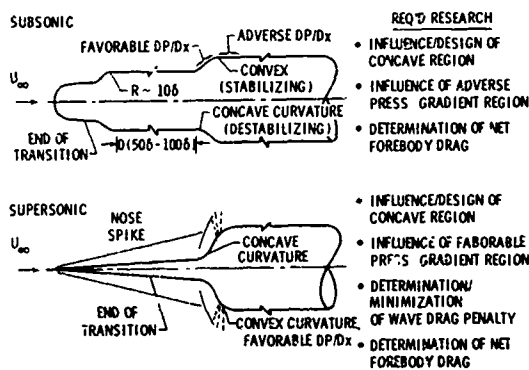 SUBSONIC
FAVORABLE DP/Dx
ADVERSE DP/Dx
U∞
R ~ 10δ
CONVEX
(STABILIZING)
CONCAVE CURVATURE
(DESTABILIZING)
END OF
TRANSITION
O(50δ - 100δ)
REQ'D RESEARCH
• INFLUENCE/DESIGN OF
CONCAVE REGION
• INFLUENCE OF ADVERSE
PRESS GRADIENT REGION
• DETERMINATION OF NET
FOREBODY DRAG
SUPERSONIC
NOSE
SPIKE
U∞
CONCAVE
CURVATURE
END OF
TRANSITION
CONVEX CURVATURE,
FAVORABLE DP/Dx
• INFLUENCE/DESIGN OF
CONCAVE REGION
• INFLUENCE OF FABORABLE
PRESS GRADIENT REGION
• DETERMINATION/
MINIMIZATION
OF WAVE DRAG PENALTY
• DETERMINATION OF NET
FOREBODY DRAG